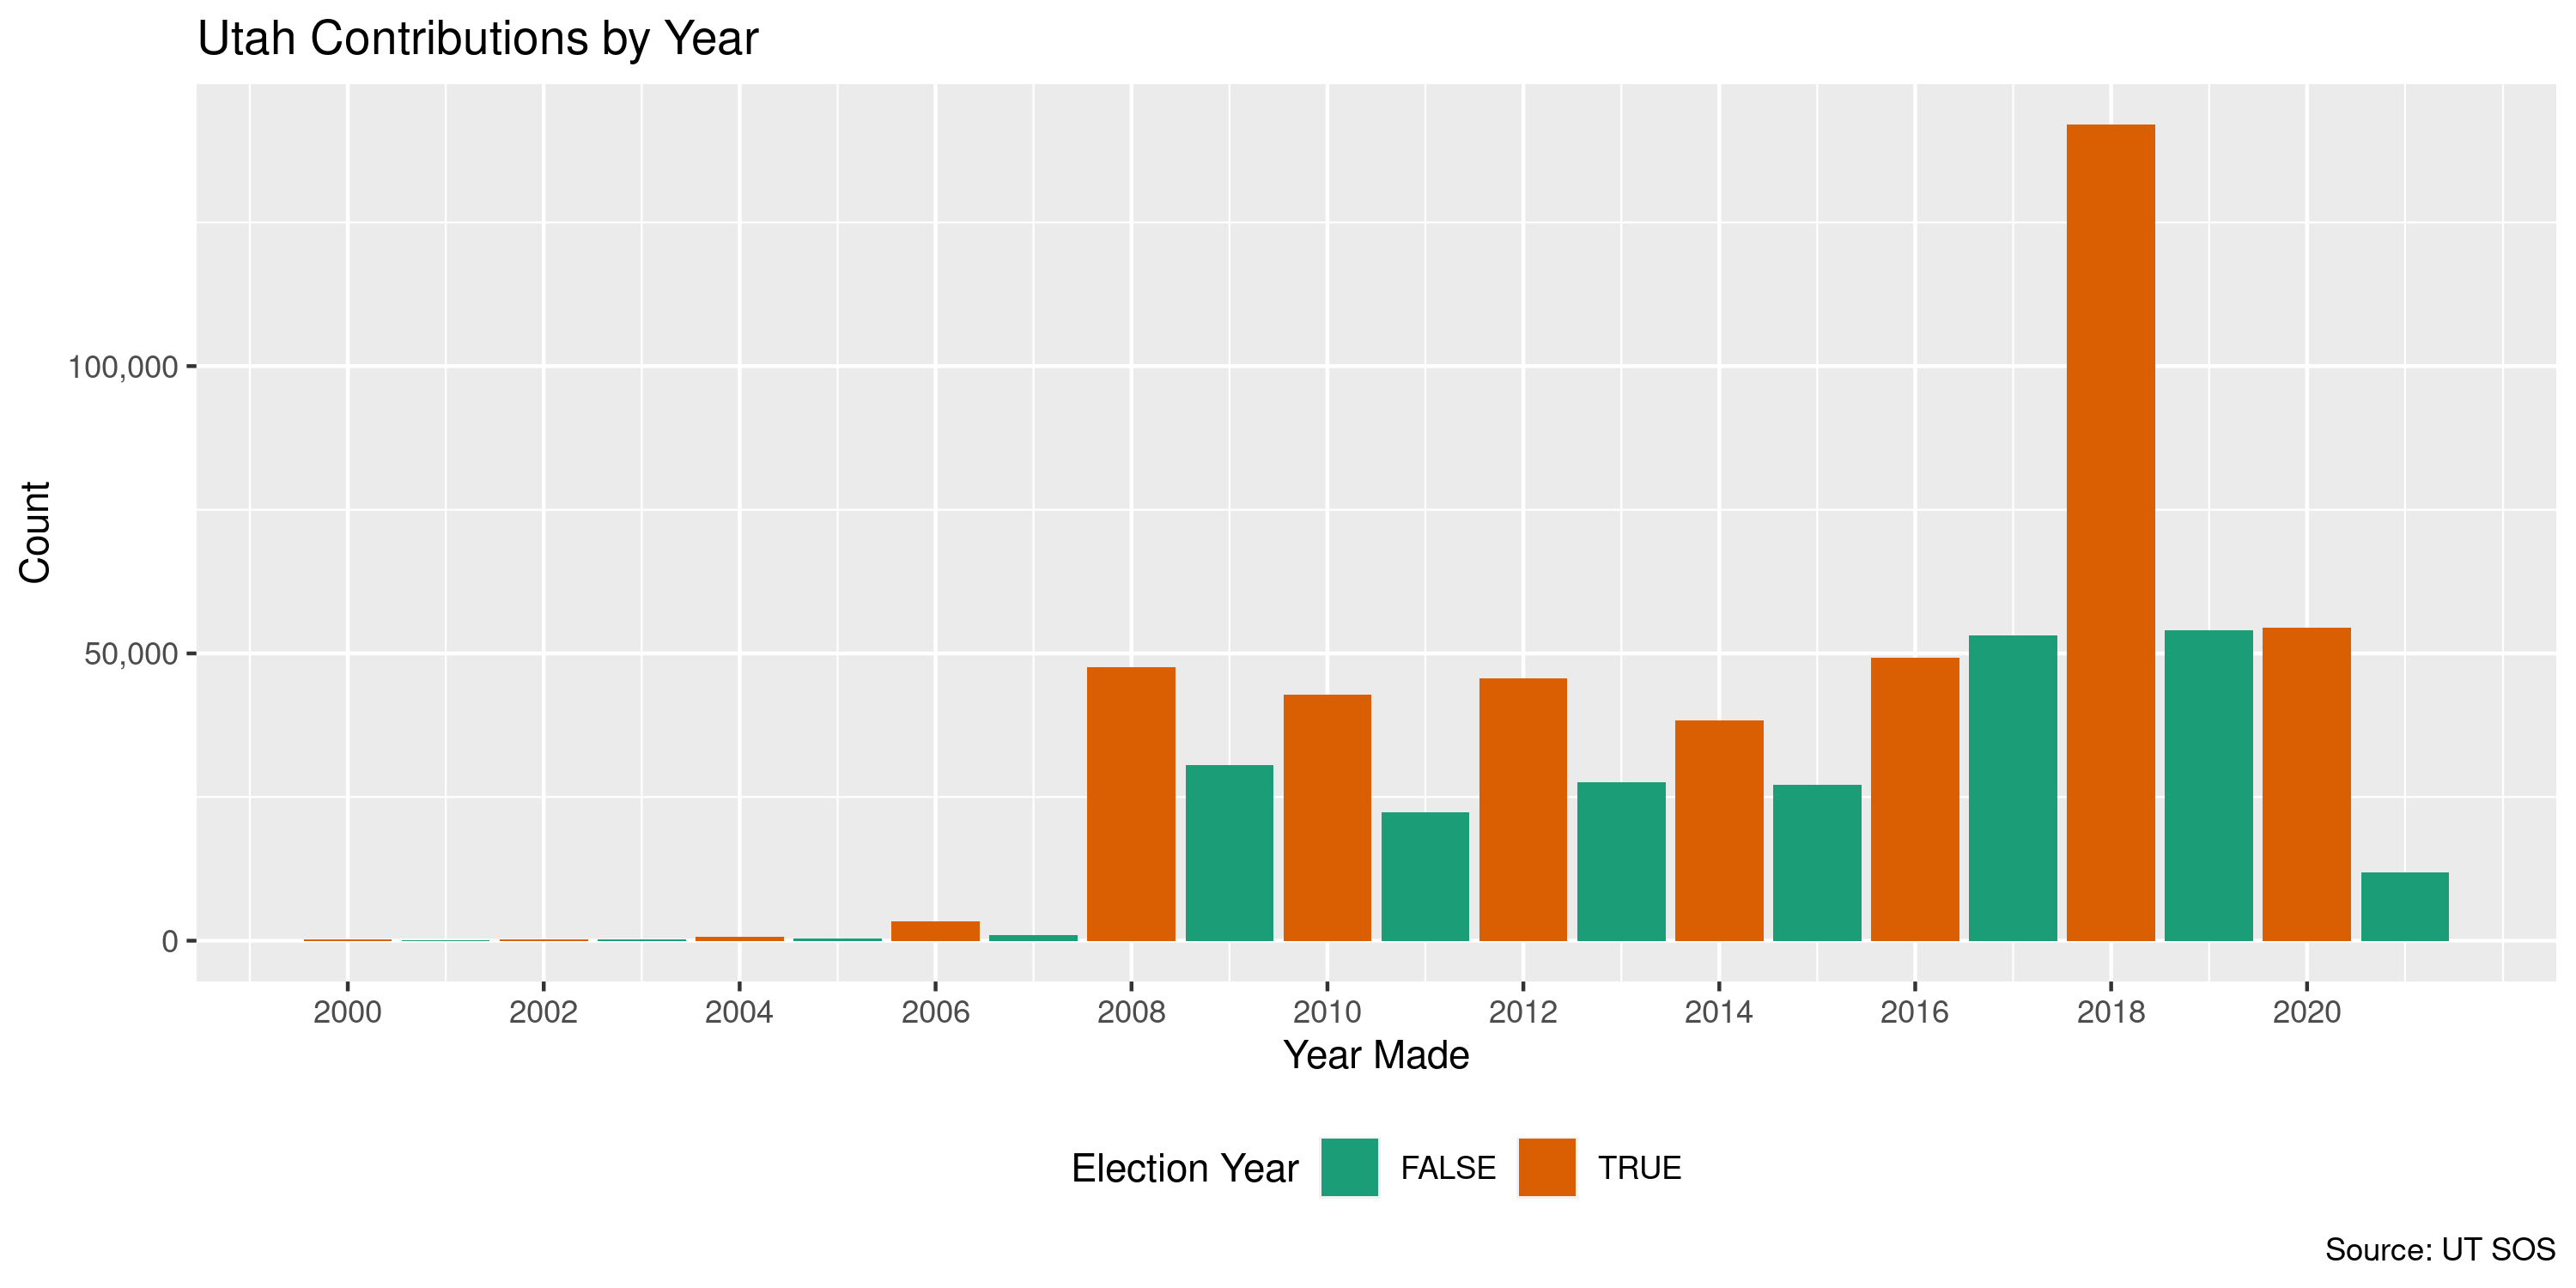 Utah Contributions by Year
Count
100,000
50,000
0
2000 2002 2004 2006 2008 2010 2012 2014 2016 2018 2020
Year Made
Election Year FALSE TRUE
Source: UT SOS